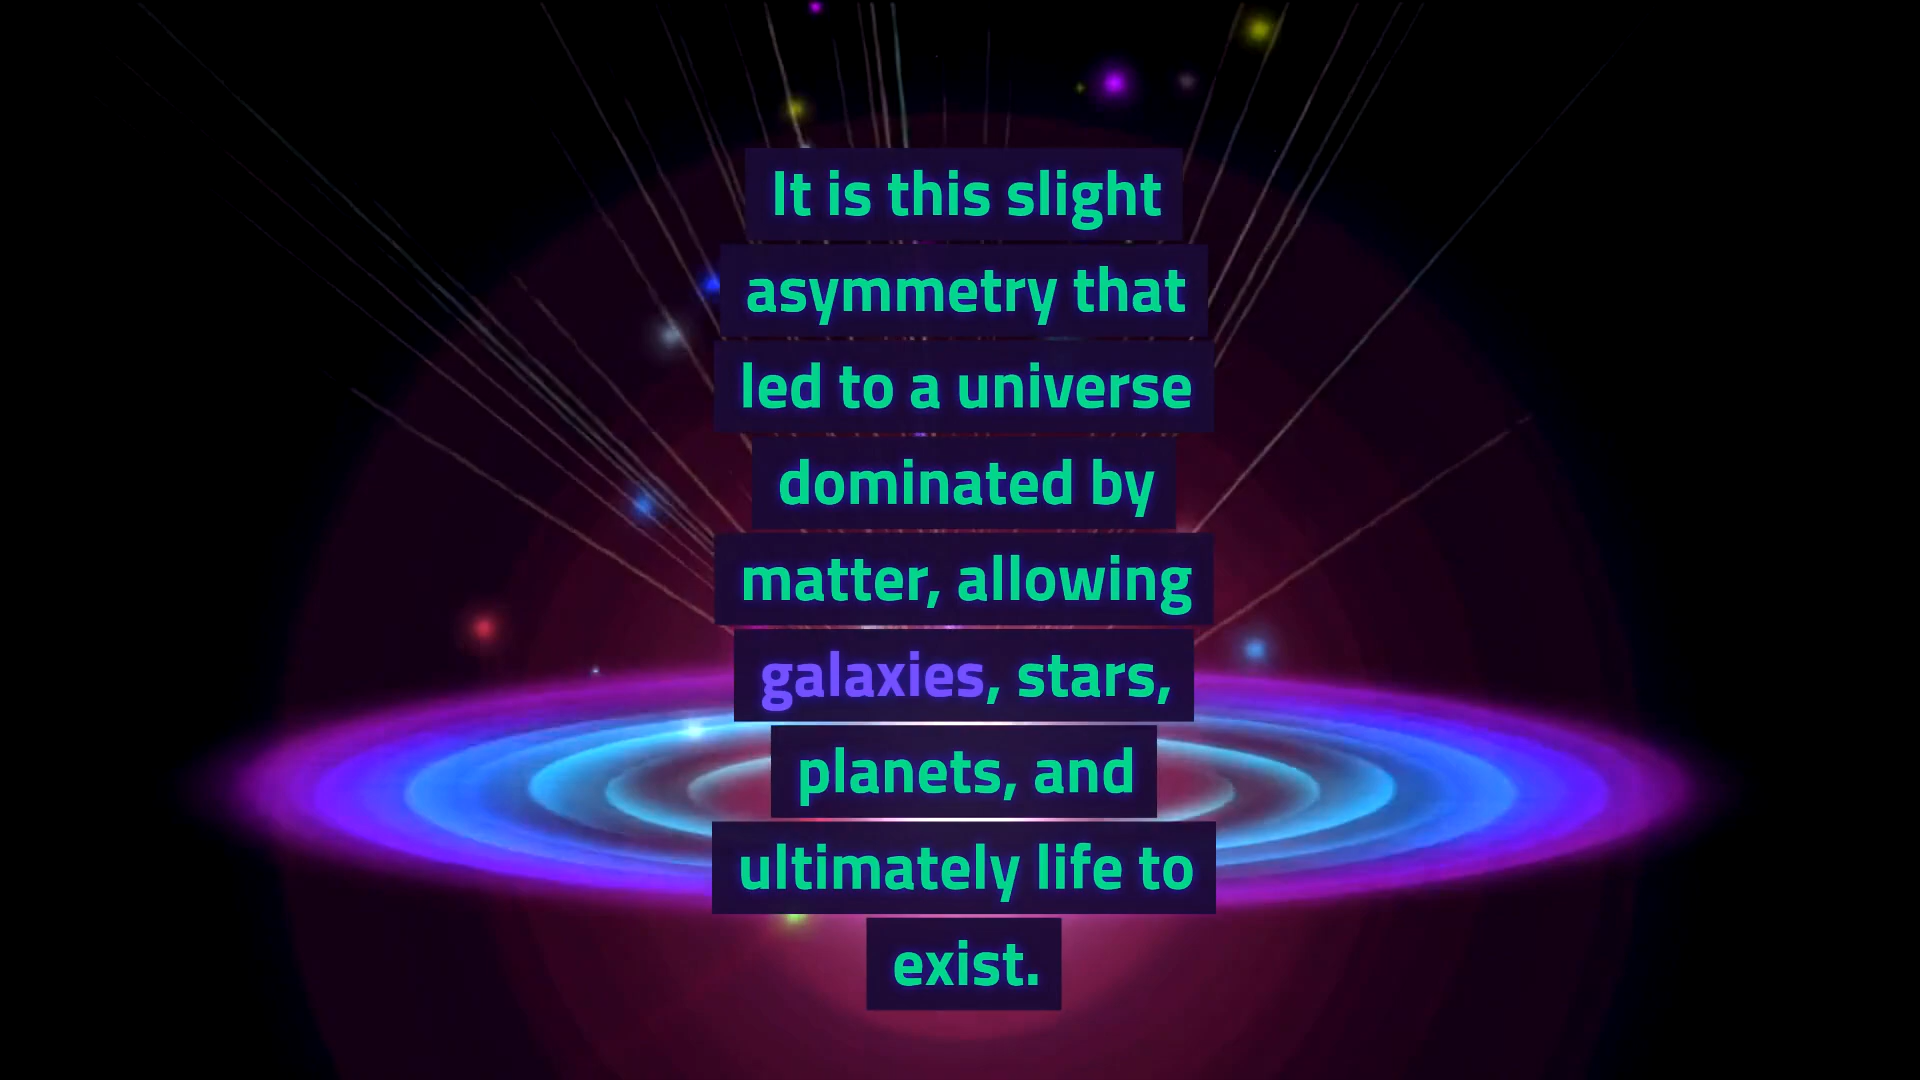 It is this slight
asymmetry that
led to a universe
dominated by
matter, allowing
galaxies, stars,
planets, and
ultimately life to
exist.